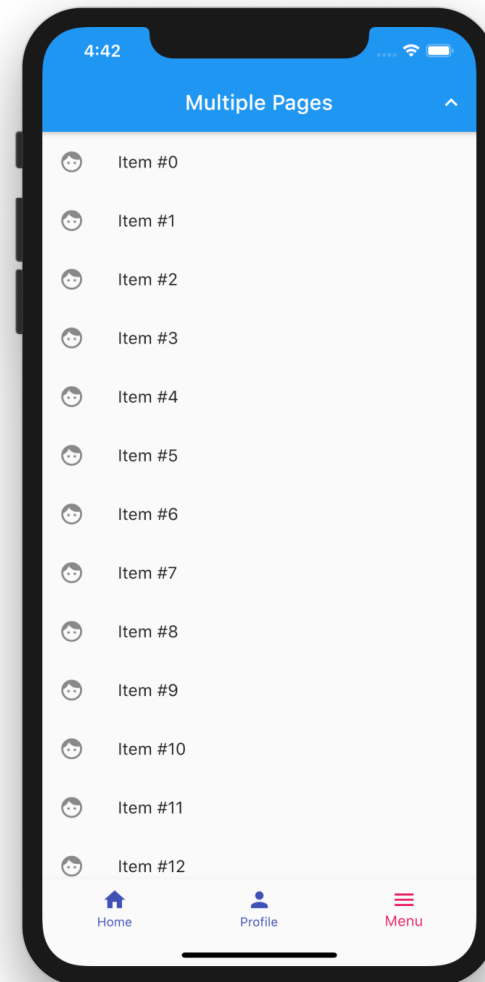 4:42
Multiple Pages
Item #0
Item #1
Item #2
Item #3
Item #4
Item #5
Item #6
Item #7
Item #8
Item #9
Item #10
Item #11
Item #12
Home Profile Menu